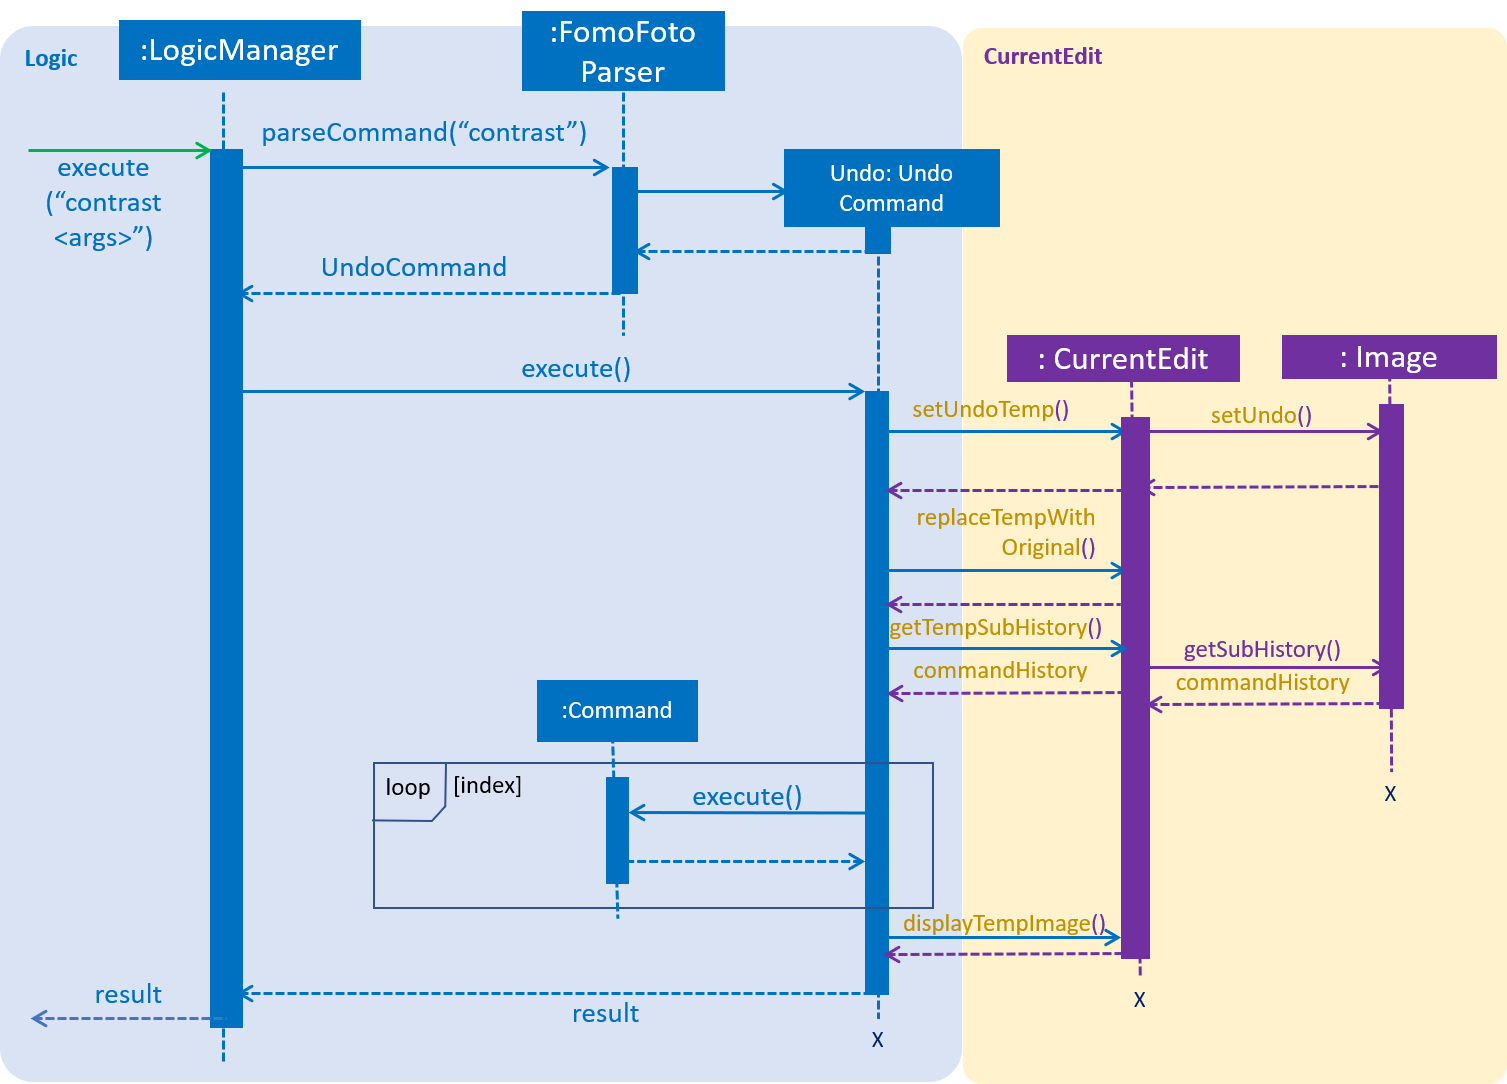 Logic
:LogicManager
:FomoFoto
Parser
CurrentEdit
parseCommand(“contrast”)
execute
(“contrast
<args>”)
Undo: Undo
Command
UndoCommand
execute()
: CurrentEdit
: Image
setUndoTemp()
setUndo()
replaceTempWith
Original()
getTempSubHistory()
getSubHistory()
commandHistory
commandHistory
:Command
loop
[index]
execute()
X
displayTempImage()
result
result
X
X